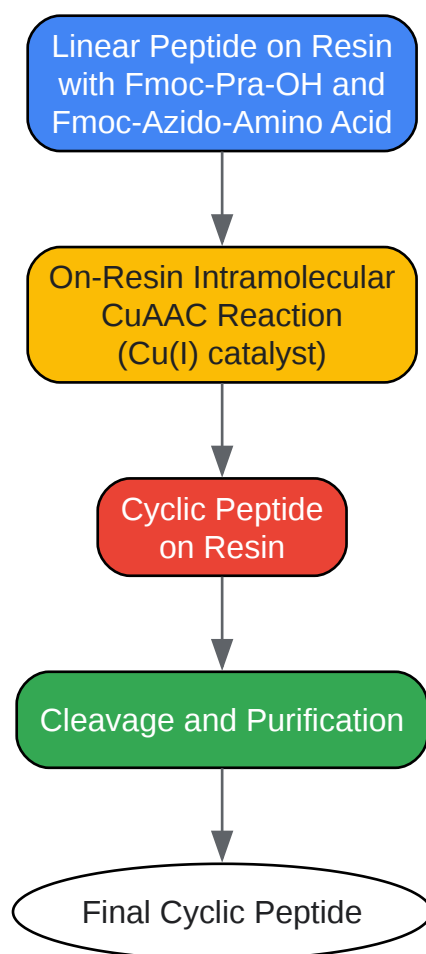 Linear Peptide on Resin
with Fmoc-Pra-OH and
Fmoc-Azido-Amino Acid
On-Resin Intramolecular
CuAAC Reaction
(Cu(I) catalyst)
Cyclic Peptide
on Resin
Cleavage and Purification
Final Cyclic Peptide